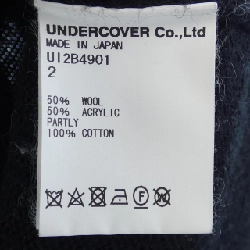 UNDERCOVER Co.,Ltd
MADE IN JAPAN
UI2B4901
2
50% WOOL
50% ACRYLIC
PARTLY
100% COTTON